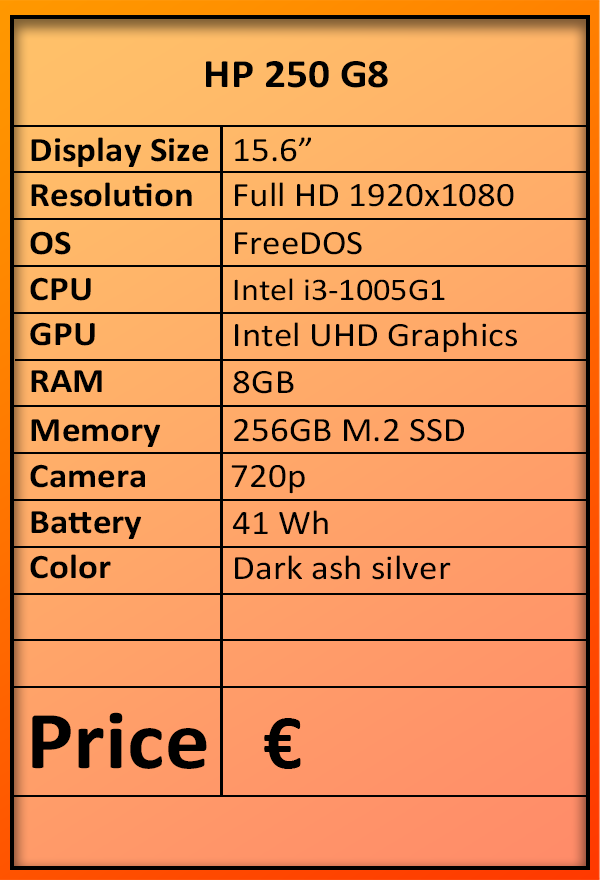 HP 250 G8
Display Size 15.6”
Resolution Full HD 1920x1080
OS FreeDOS
CPU Intel i3-1005G1
GPU Intel UHD Graphics
RAM 8GB
Memory 256GB M.2 SSD
Camera 720p
Battery 41 Wh
Color Dark ash silver
Price €